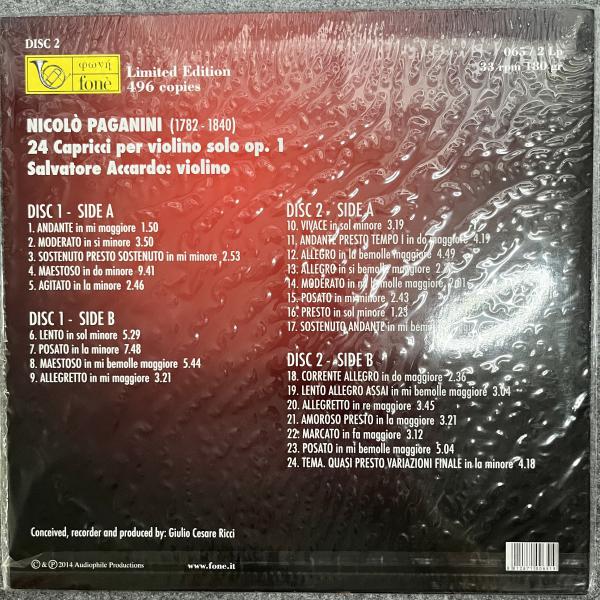 DISC 2
φωνή
fonè
Limited Edition
496 copies
065 / 2 Lp
33 rpm 180 gr
NICOLÒ PAGANINI (1782 - 1840)
24 Capricci per violino solo op. 1
Salvatore Accardo: violino
DISC 1 - SIDE A
1. ANDANTE in mi maggiore 1.50
2. MODERATO in si minore 3.50
3. SOSTENUTO PRESTO SOSTENUTO in mi minore 2.53
4. MAESTOSO in do minore 9.41
5. AGITATO in la minore 2.46
DISC 1 - SIDE B
6. LENTO in sol minore 5.29
7. POSATO in la minore 7.48
8. MAESTOSO in mi bemolle maggiore 5.44
9. ALLEGRETTO in mi maggiore 3.21
DISC 2 - SIDE A
10. VIVACE in sol minore 3.19
11. ANDANTE PRESTO TEMPO I in do maggiore 4.19
12. ALLEGRO in la bemolle maggiore 4.49
13. ALLEGRO in si bemolle maggiore
14. MODERATO in mi bemolle maggiore 2.01
15. POSATO in mi minore 2.43
16. PRESTO in sol minore 1.23
17. SOSTENUTO ANDANTE in mi
DISC 2 - SIDE B
18. CORRENTE ALLEGRO in do maggiore 2.36
19. LENTO ALLEGRO ASSAI in mi bemolle maggiore 3.04
20. ALLEGRETTO in re maggiore 3.45
21. AMOROSO PRESTO in la maggiore 3.21
22. MARCATO in fa maggiore 3.12
23. POSATO in mi bemolle maggiore 5.04
24. TEMA. QUASI PRESTO VARIAZIONI FINALE in la minore 4.18
Conceived, recorder and produced by: Giulio Cesare Ricci
© & ℗ 2014 Audiophile Productions
www.fone.it